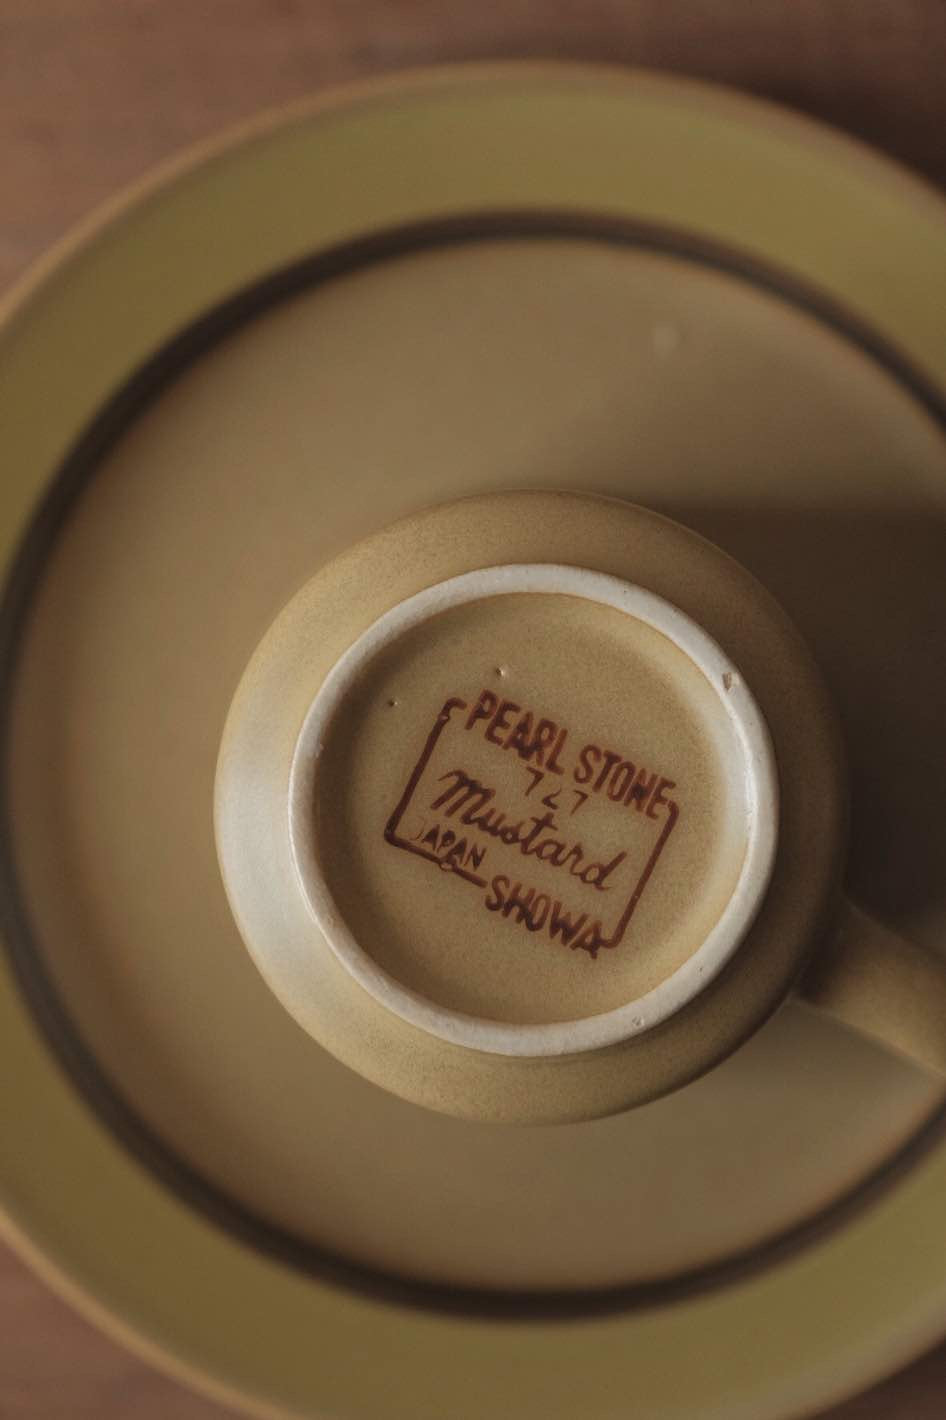 PEARL STONE
727
Mustard
JAPAN
SHOWA